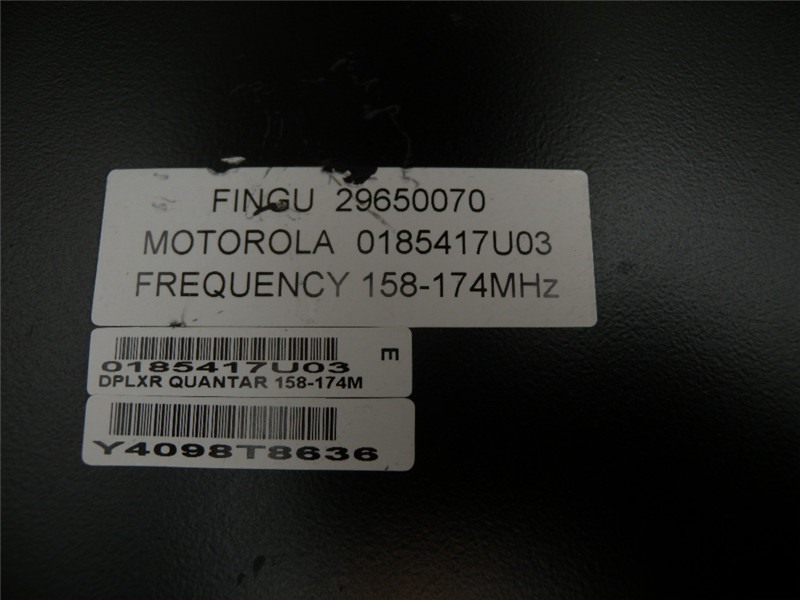 FINGU 29650070
MOTOROLA 0185417U03
FREQUENCY 158-174MHz
0185417U03
E
DPLXR QUANTAR 158-174M
Y4098T8636